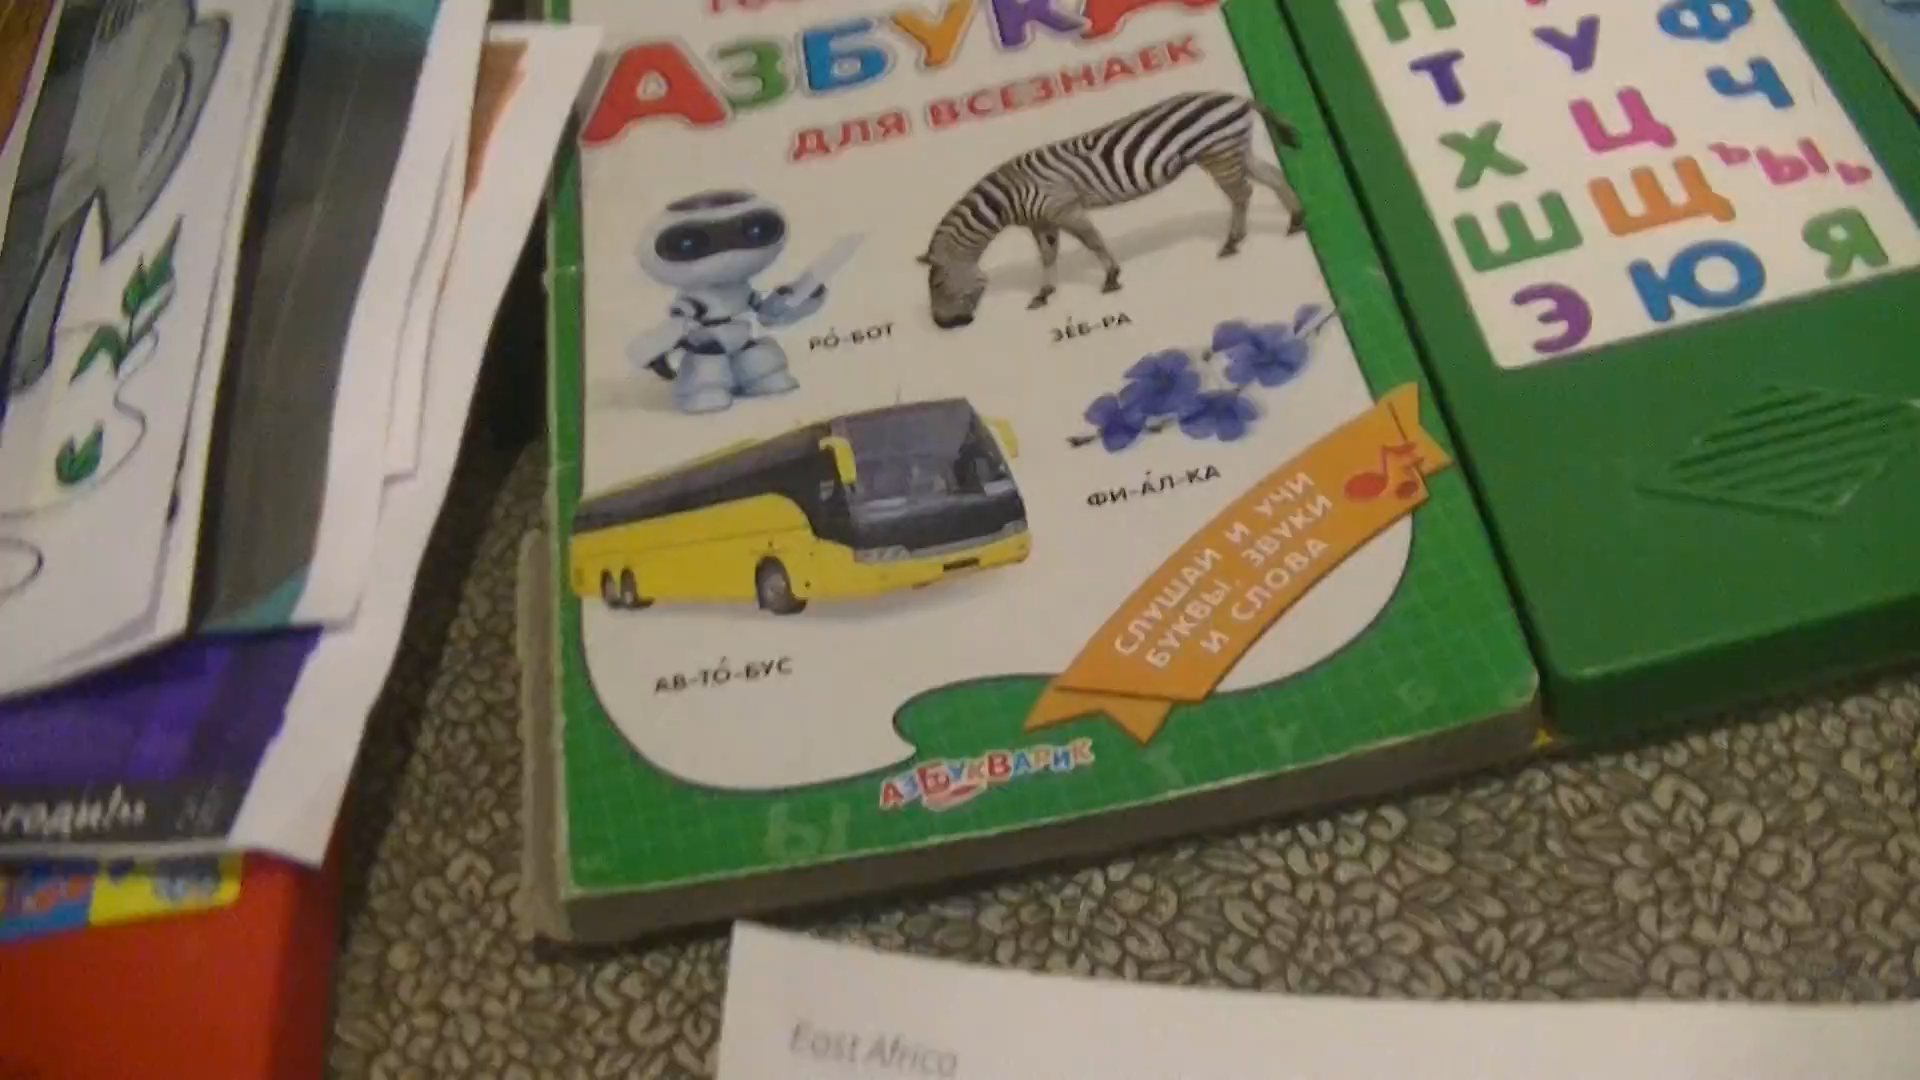 АЗБУКА
ДЛЯ ВСЕЗНАЕК
РО́-БОТ
ЗЕ́Б-РА
ФИ-А́Л-КА
АВ-ТО́-БУС
СЛУШАЙ И УЧИ
БУКВЫ, ЗВУКИ
И СЛОВА
АЗБУКВАРИК
П Ф
Т У Ч
Х Ц
Ш Щ Ъ Ы Ь
Э Ю Я
East Africa